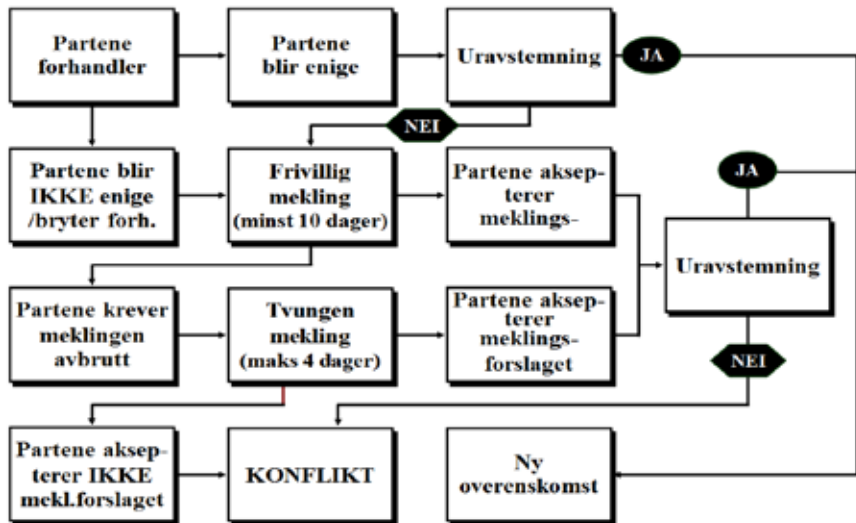 Partene
forhandler
Partene
blir enige
Uravstemning
JA
NEI
Partene blir
IKKE enige
/bryter forh.
Frivillig
mekling
(minst 10 dager)
Partene aksep-
terer
meklings-
JA
Uravstemning
Partene krever
meklingen
avbrutt
Tvungen
mekling
(maks 4 dager)
Partene aksep-
terer
meklings-
forslaget
NEI
Partene aksep-
terer IKKE
mekl.forslaget
KONFLIKT
Ny
overenskomst